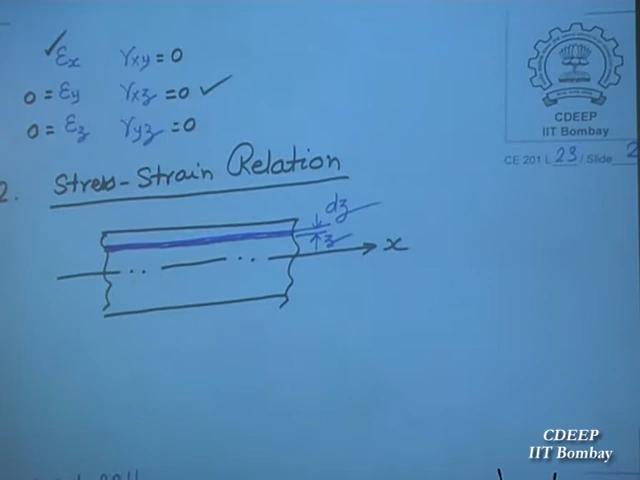 εx γxy = 0
0 = εy γxz = 0
0 = εz γyz = 0
2. Stress-Strain Relation
dz
z
x
CDEEP
IIT Bombay
CE 201 L 23 / Slide 2
CDEEP
IIT Bombay